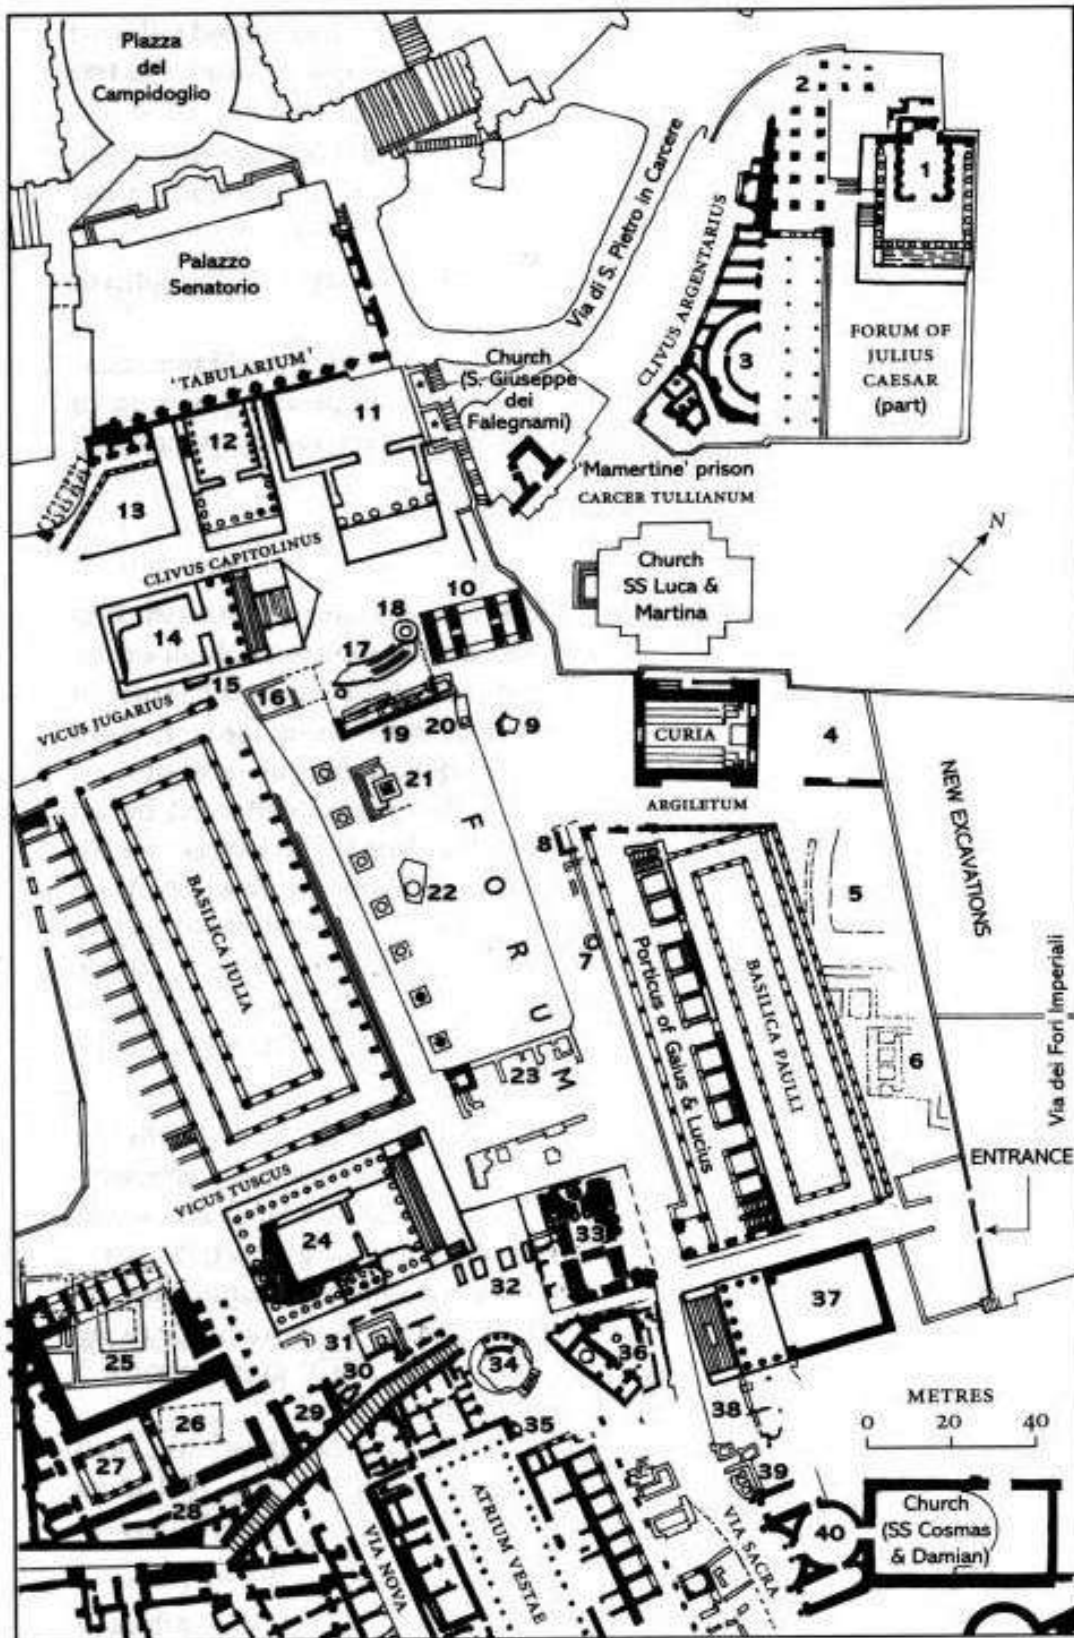 Piazza
del
Campidoglio
2
1
Palazzo
Senatorio
Via di S. Pietro in Carcere
CLIVUS ARGENTARIUS
3
FORUM OF
JULIUS
CAESAR
(part)
'TABULARIUM'
Church
(S. Giuseppe
dei
Falegnami)
11
12
13
'Mamertine' prison
CARCER TULLIANUM
N
CLIVUS CAPITOLINUS
Church
SS Luca &
Martina
10
18
14
17
15
16
VICUS JUGARIUS
19
20
9
CURIA
4
21
ARGILETUM
NEW EXCAVATIONS
8
5
22
FORUM
7
BASILICA JULIA
Porticus of Gaius & Lucius
BASILICA PAULLI
6
Via dei Fori Imperiali
23
ENTRANCE
VICUS TUSCUS
24
33
32
37
25
31
30
34
36
METRES
0 20 40
26
29
35
38
27
39
28
ATRIUM VESTAE
VIA NOVA
VIA SACRA
40
Church
(SS Cosmas
& Damian)